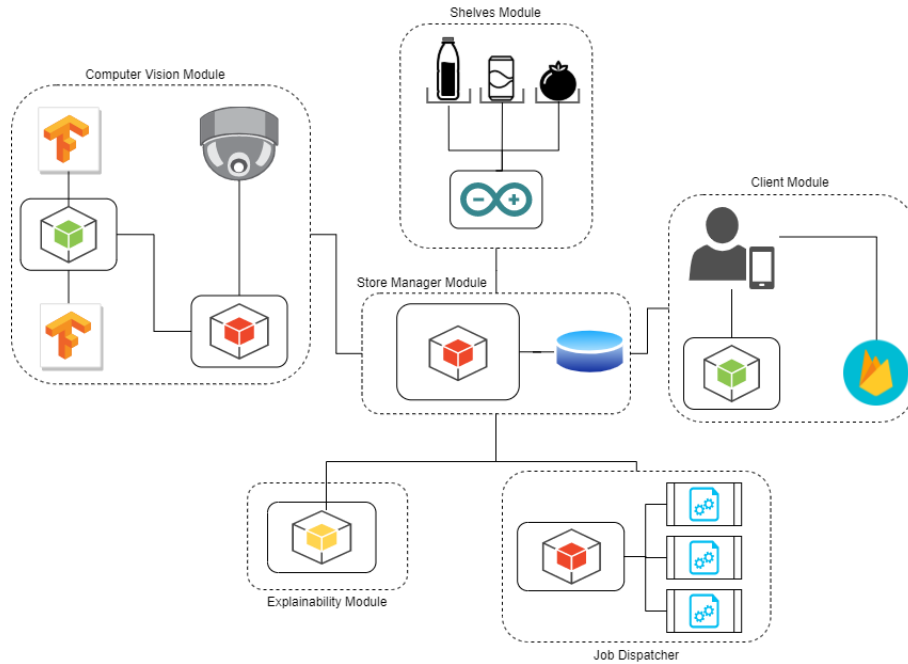 Shelves Module
Computer Vision Module
Client Module
Store Manager Module
Explainability Module
Job Dispatcher